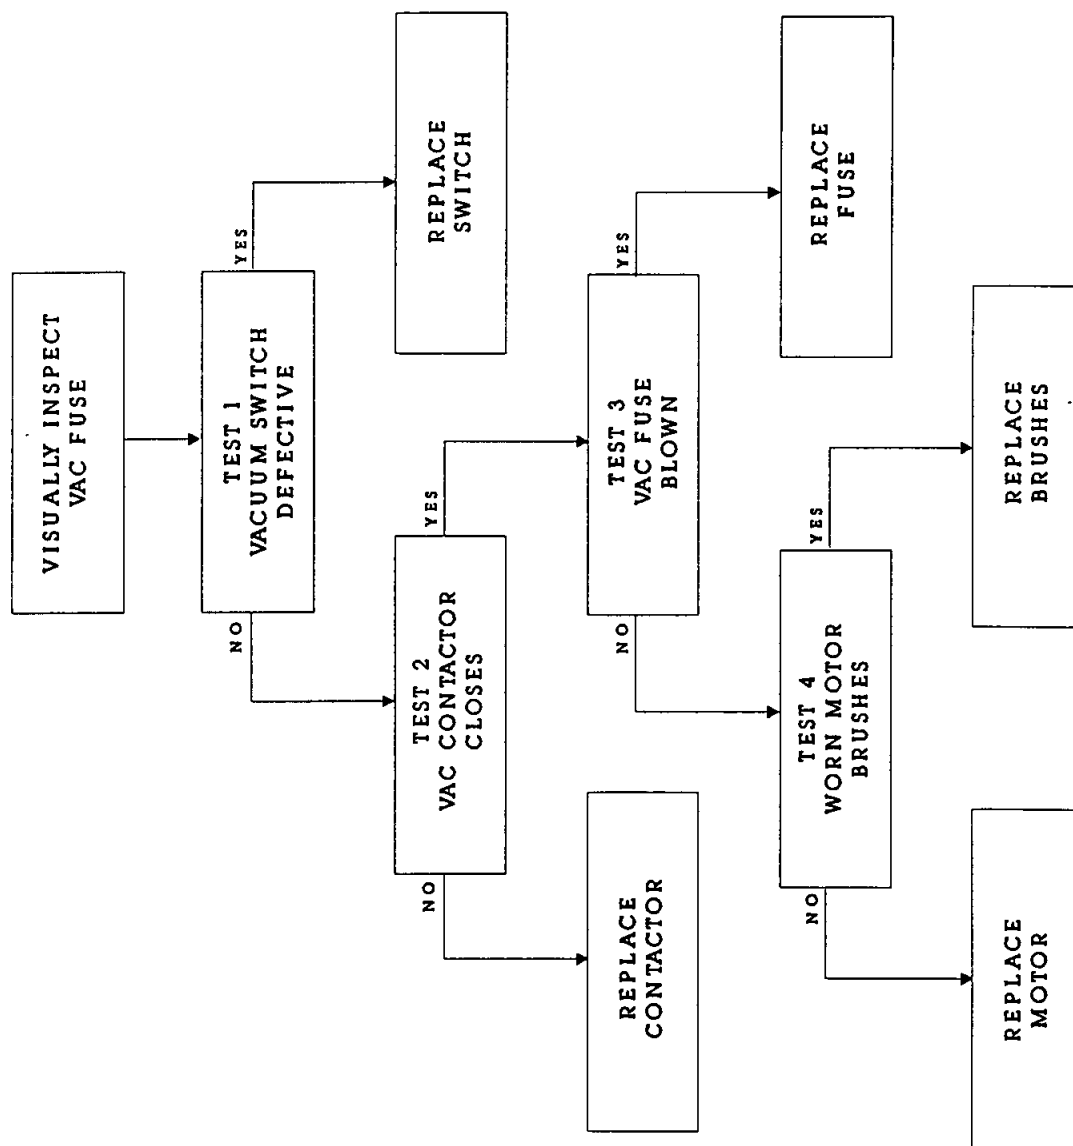 VISUALLY INSPECT
VAC FUSE
TEST 1
VACUUM SWITCH
DEFECTIVE
NO
YES
REPLACE
SWITCH
TEST 2
VAC CONTACTOR
CLOSES
NO
YES
REPLACE
CONTACTOR
TEST 3
VAC FUSE
BLOWN
NO
YES
REPLACE
FUSE
TEST 4
WORN MOTOR
BRUSHES
NO
YES
REPLACE
MOTOR
REPLACE
BRUSHES